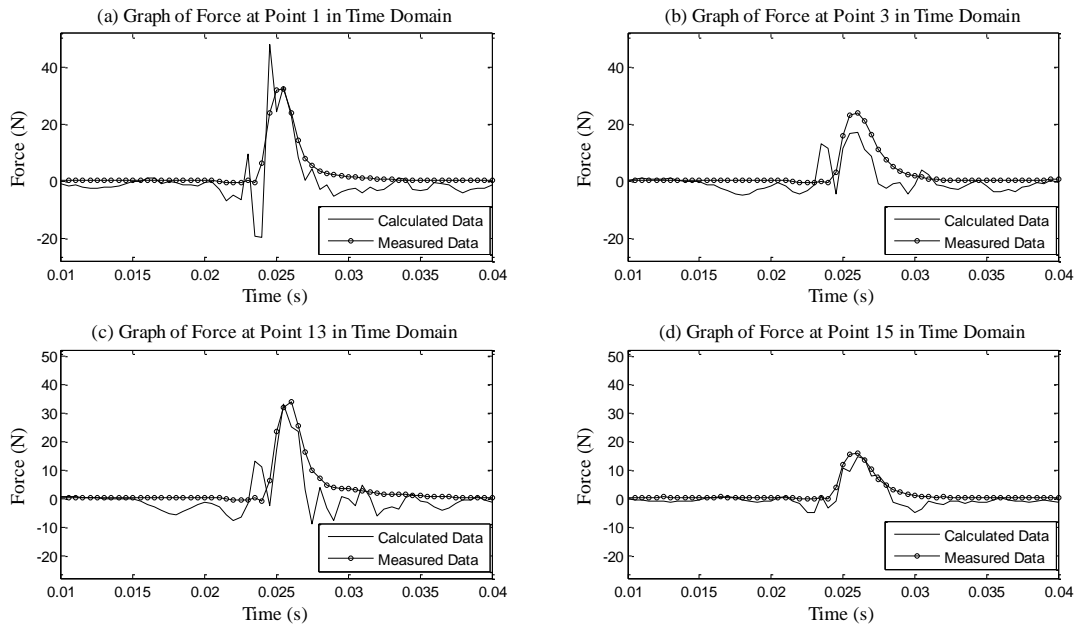 (a) Graph of Force at Point 1 in Time Domain
Force (N)
40
20
0
-20
0.01 0.015 0.02 0.025 0.03 0.035 0.04
Time (s)
Calculated Data
Measured Data
(b) Graph of Force at Point 3 in Time Domain
Force (N)
40
20
0
-20
0.01 0.015 0.02 0.025 0.03 0.035 0.04
Time (s)
Calculated Data
Measured Data
(c) Graph of Force at Point 13 in Time Domain
Force (N)
50
40
30
20
10
0
-10
-20
0.01 0.015 0.02 0.025 0.03 0.035 0.04
Time (s)
Calculated Data
Measured Data
(d) Graph of Force at Point 15 in Time Domain
Force (N)
50
40
30
20
10
0
-10
-20
0.01 0.015 0.02 0.025 0.03 0.035 0.04
Time (s)
Calculated Data
Measured Data